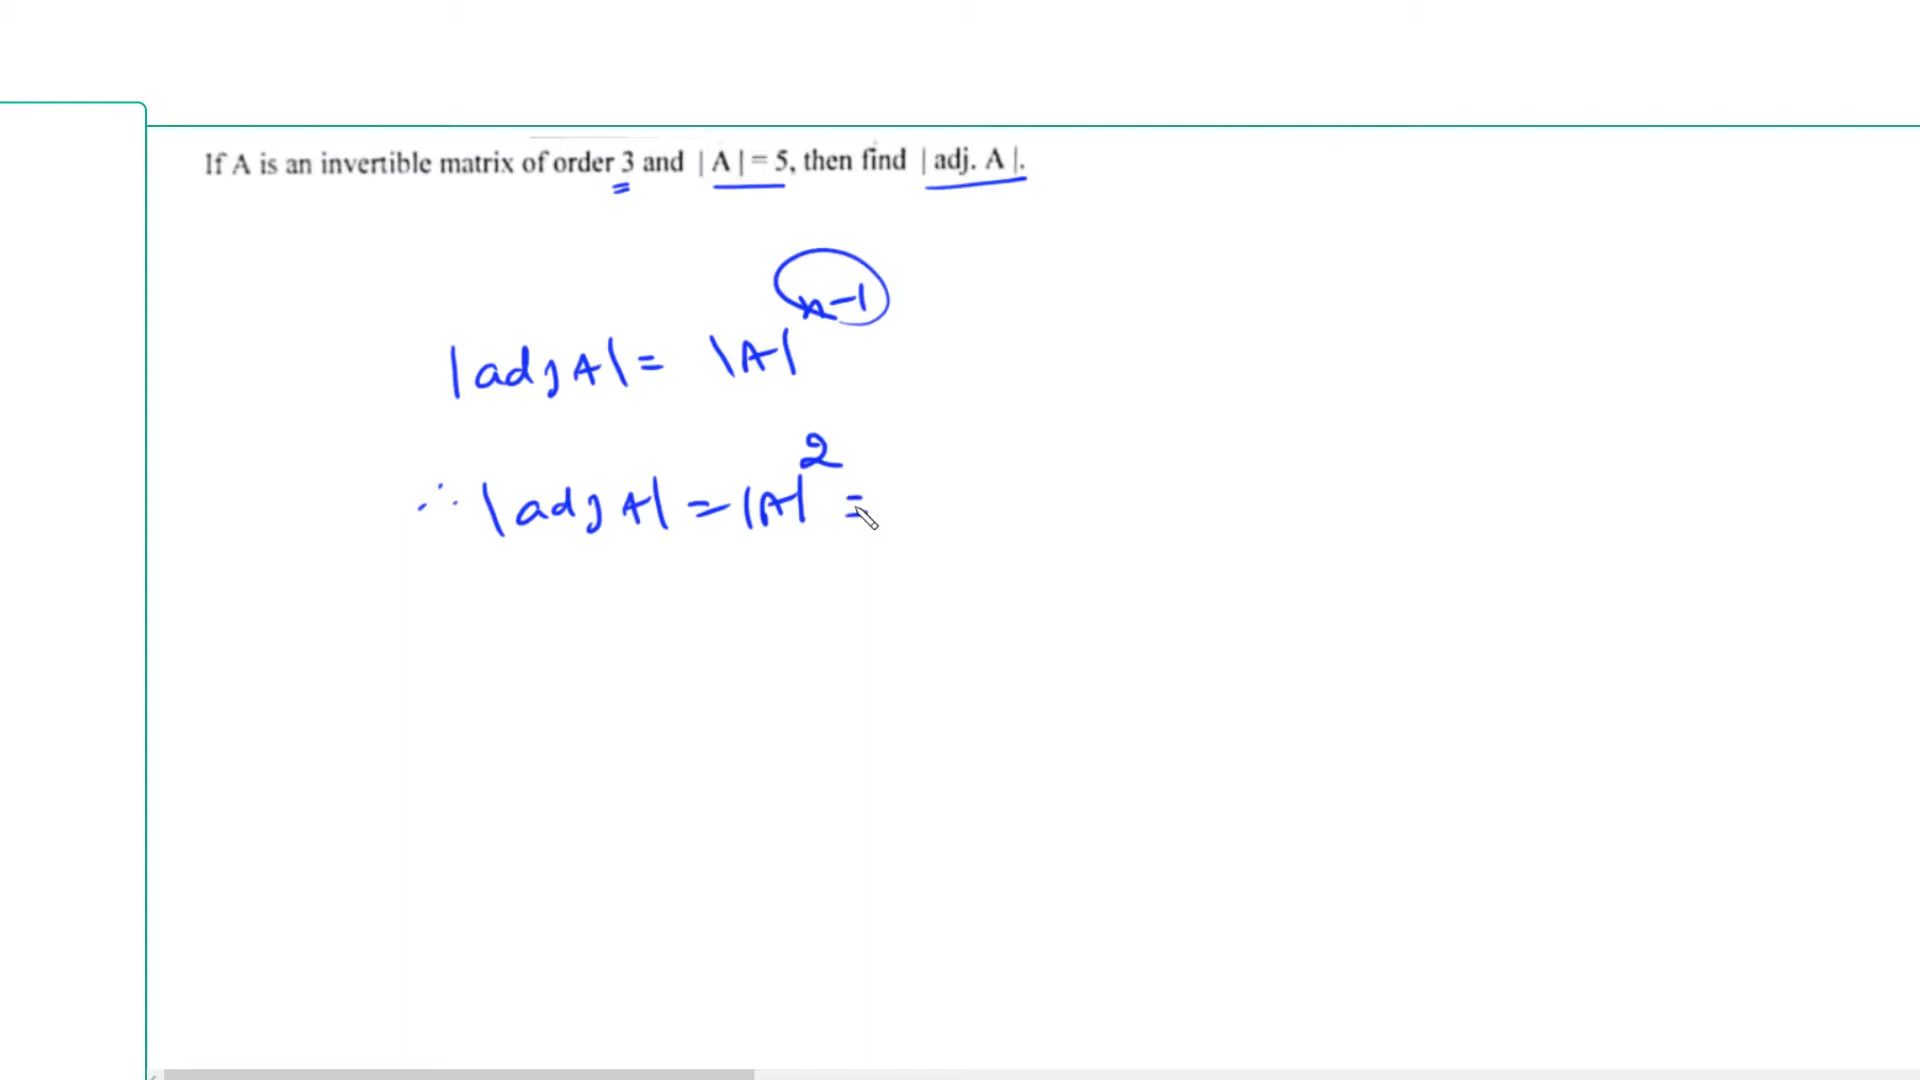 If A is an invertible matrix of order 3 and | A | = 5, then find | adj. A |.
|adj A| = |A|^{n-1}
∴ |adj A| = |A|^2 =